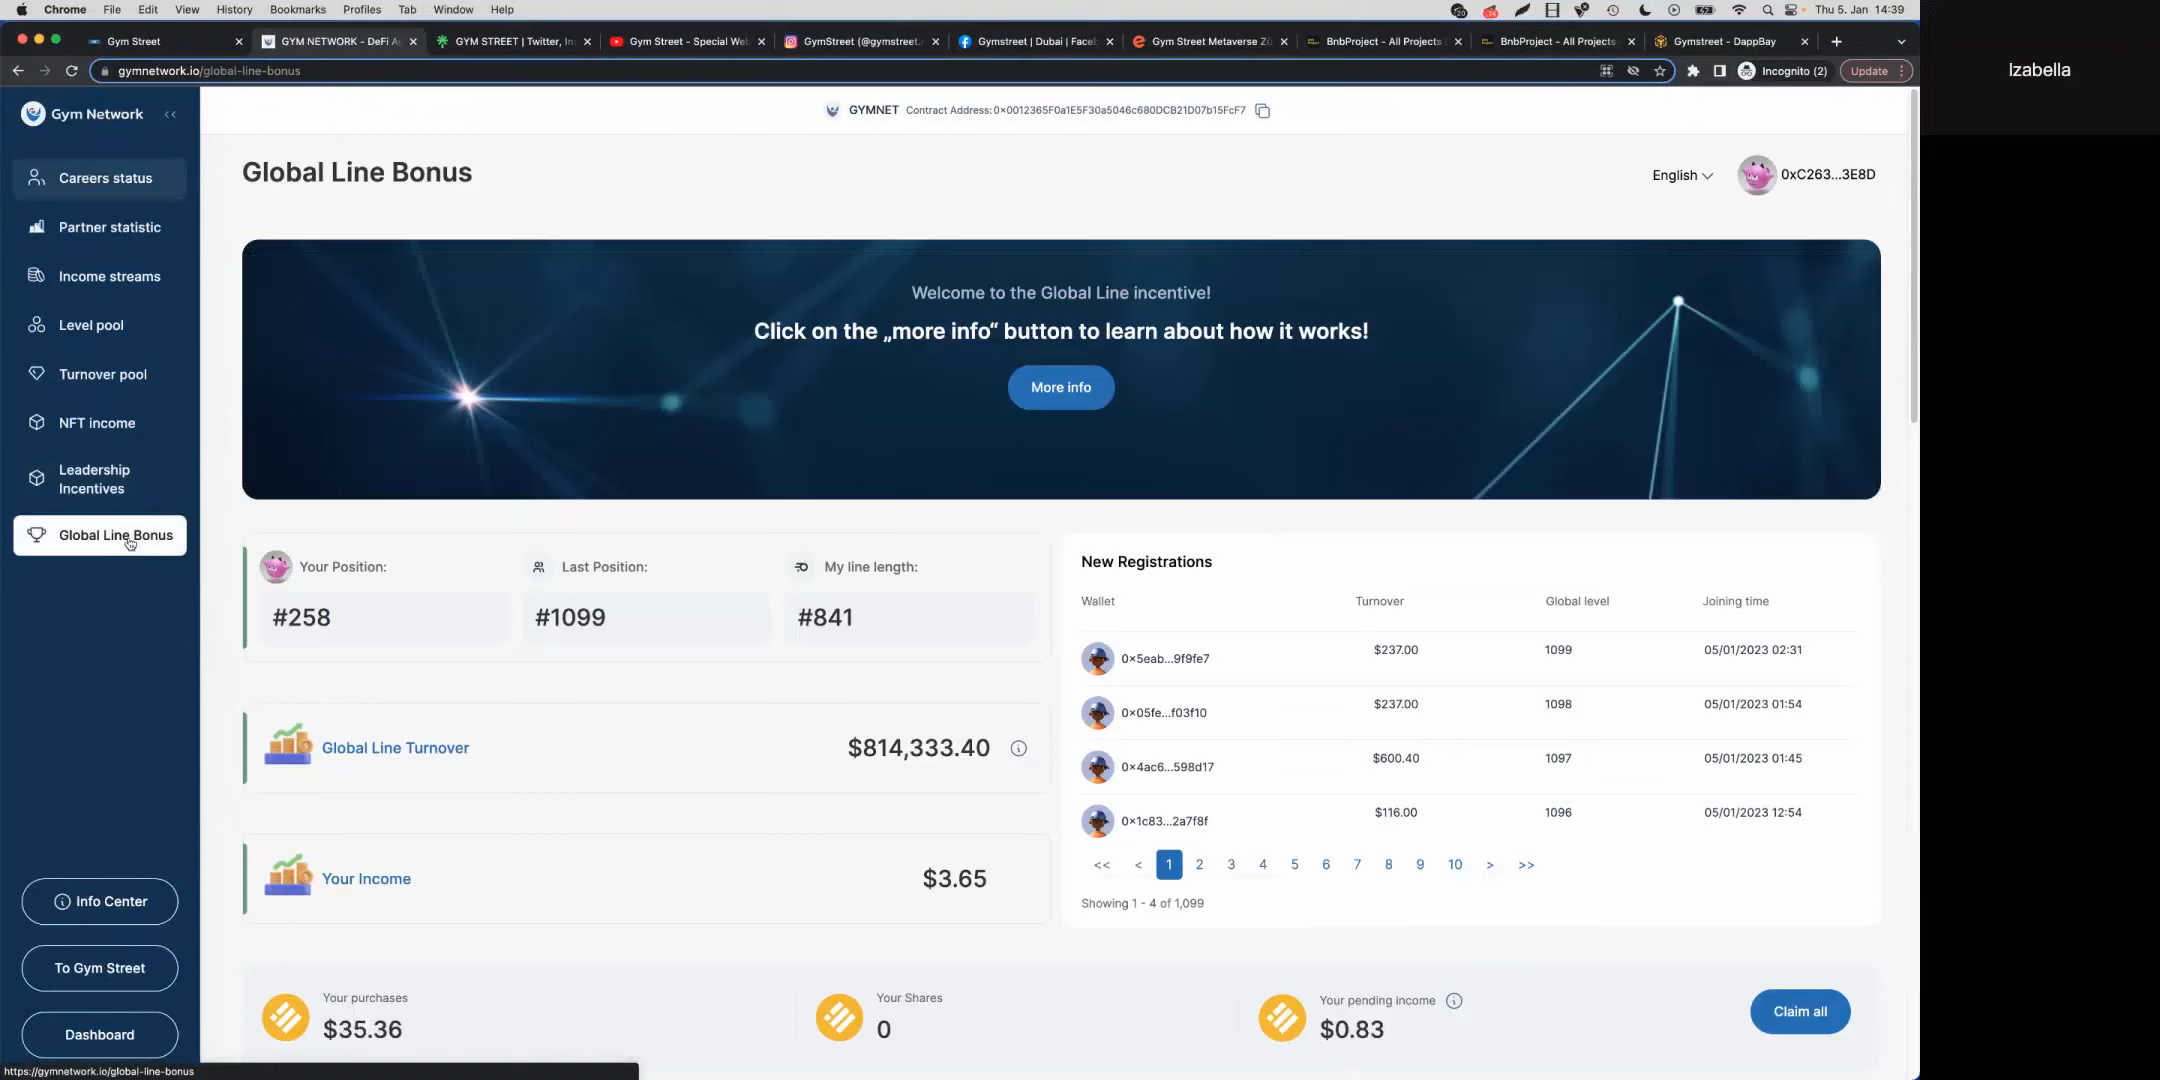 Chrome File Edit View History Bookmarks Profiles Tab Window Help Thu 5. Jan 14:39
Gym Street GYM NETWORK - DeFi A GYM STREET | Twitter, In Gym Street - Special We GymStreet (@gymstreet. Gymstreet | Dubai | Face Gym Street Metaverse Zü BnbProject - All Projects BnbProject - All Projects Gymstreet - DappBay
gymnetwork.io/global-line-bonus Incognito (2) Update
Izabella
Gym Network <<
GYMNET Contract Address: 0x0012365F0a1E5F30a5046c680DCB21D07b15FcF7
Careers status
Partner statistic
Income streams
Level pool
Turnover pool
NFT income
Leadership
Incentives
Global Line Bonus
Info Center
To Gym Street
Dashboard
https://gymnetwork.io/global-line-bonus
Global Line Bonus
English 0xC263...3E8D
Welcome to the Global Line incentive!
Click on the „more info“ button to learn about how it works!
More info
Your Position: Last Position: My line length:
#258 #1099 #841
Global Line Turnover $814,333.40
Your Income $3.65
New Registrations
Wallet Turnover Global level Joining time
0x5eab...9f9fe7 $237.00 1099 05/01/2023 02:31
0x05fe...f03f10 $237.00 1098 05/01/2023 01:54
0x4ac6...598d17 $600.40 1097 05/01/2023 01:45
0x1c83...2a7f8f $116.00 1096 05/01/2023 12:54
<< < 1 2 3 4 5 6 7 8 9 10 > >>
Showing 1 - 4 of 1,099
Your purchases Your Shares Your pending income
$35.36 0 $0.83
Claim all